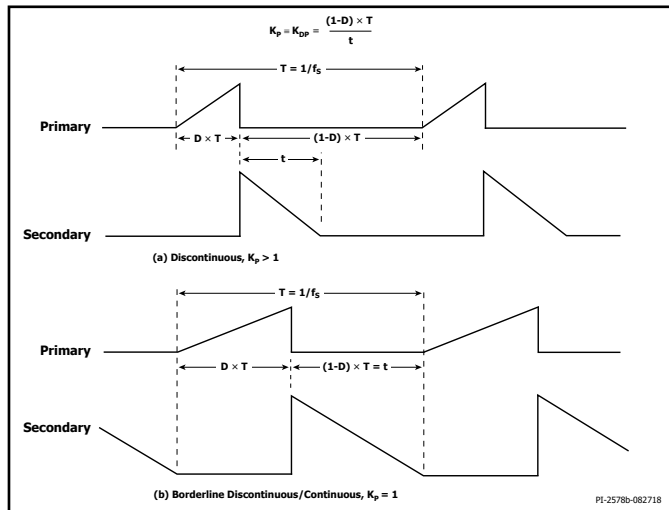 K_P = K_DP = (1-D) × T / t
T = 1/f_S
Primary
D × T
(1-D) × T
t
Secondary
(a) Discontinuous, K_P > 1
T = 1/f_S
Primary
D × T
(1-D) × T = t
Secondary
(b) Borderline Discontinuous/Continuous, K_P = 1
PI-2578b-082718